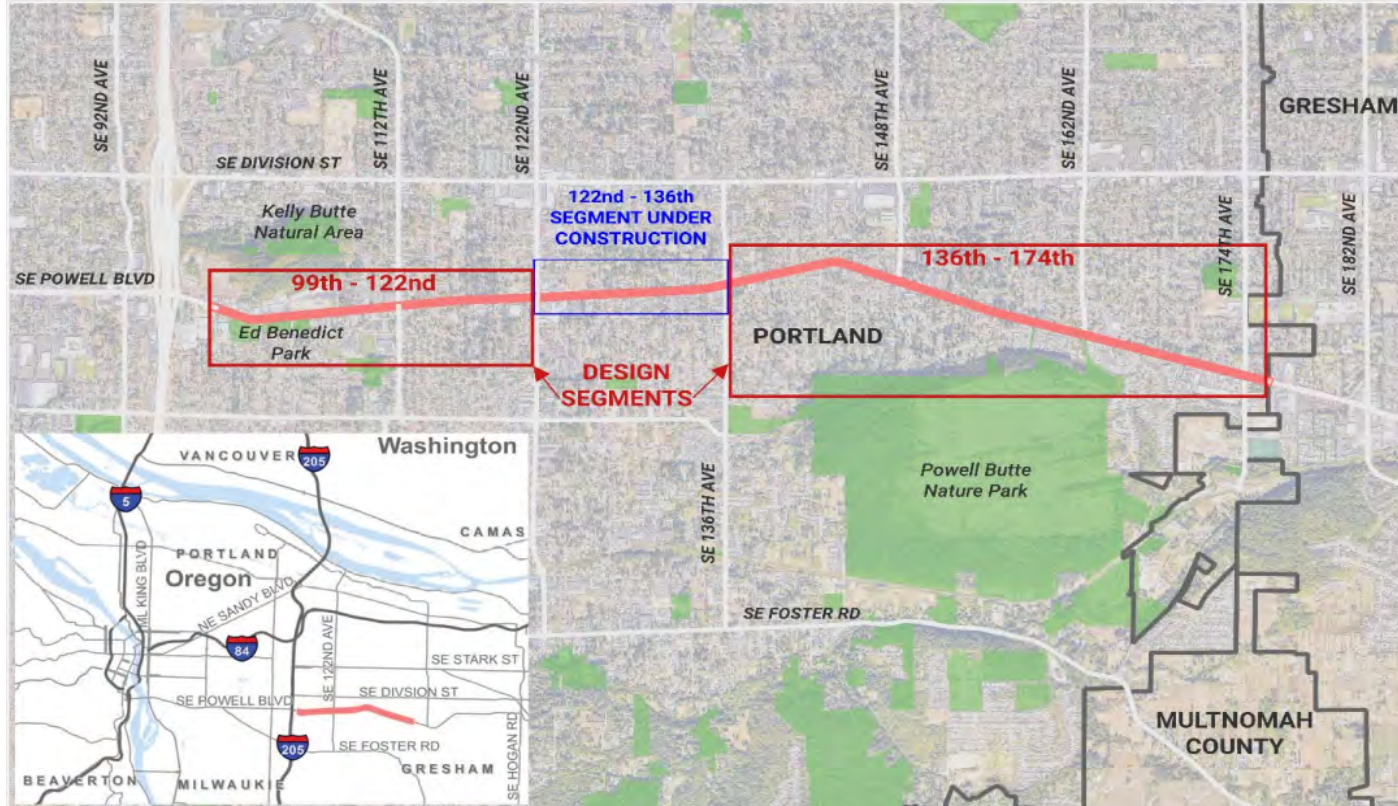 SE 92ND AVE
SE 112TH AVE
SE 122ND AVE
SE 148TH AVE
SE 162ND AVE
GRESHAM
SE DIVISION ST
Kelly Butte
Natural Area
122nd - 136th
SEGMENT UNDER
CONSTRUCTION
SE 174TH AVE
SE 182ND AVE
SE POWELL BLVD
99th - 122nd
136th - 174th
Ed Benedict
Park
PORTLAND
DESIGN
SEGMENTS
SE 136TH AVE
Powell Butte
Nature Park
SE FOSTER RD
MULTNOMAH
COUNTY
Washington
VANCOUVER
205
5
CAMAS
PORTLAND
Oregon
ML KING BLVD
NE SANDY BLVD
84
SE 122ND AVE
SE STARK ST
SE POWELL BLVD
SE DIVSION ST
205
SE FOSTER RD
GRESHAM
SE HOGAN RD
BEAVERTON
MILWAUKIE